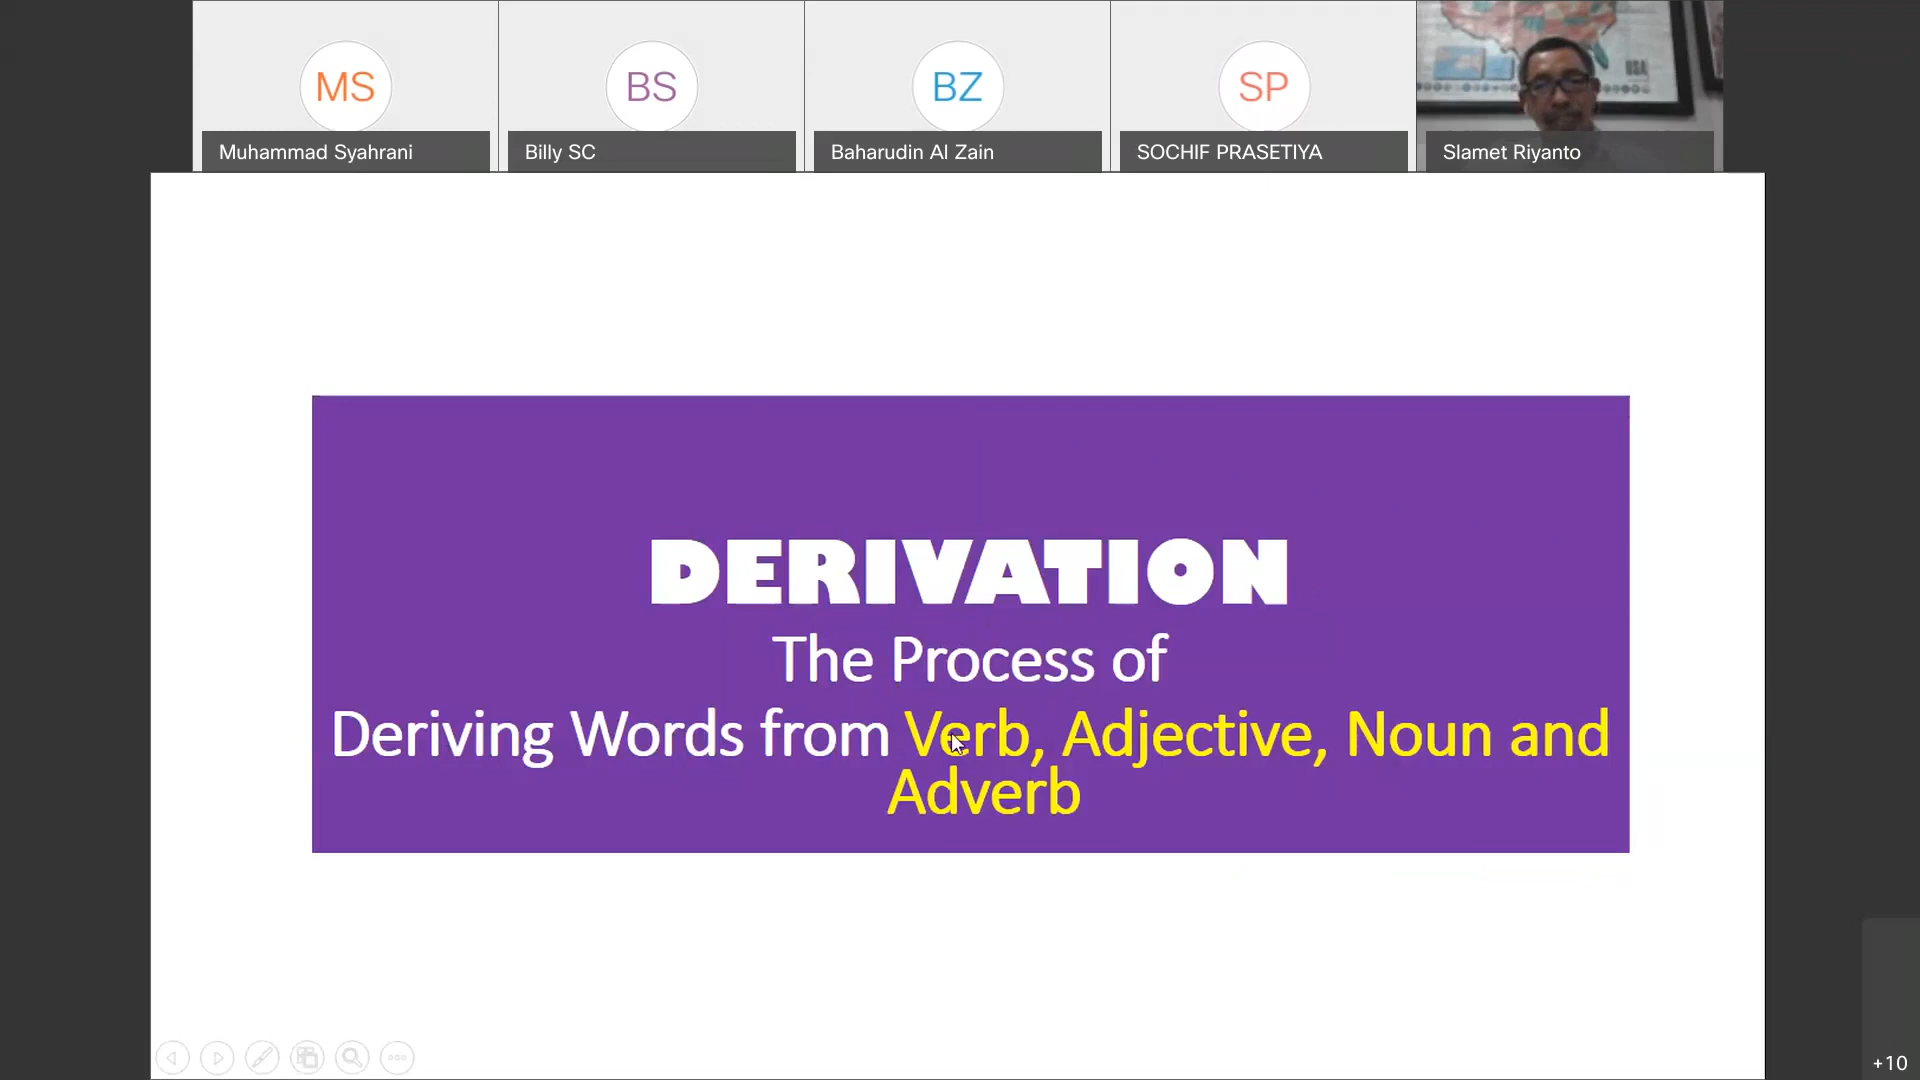 MS
BS
BZ
SP
USA
Muhammad Syahrani
Billy SC
Baharudin Al Zain
SOCHIF PRASETIYA
Slamet Riyanto
DERIVATION
The Process of
Deriving Words from Verb, Adjective, Noun and
Adverb
+10